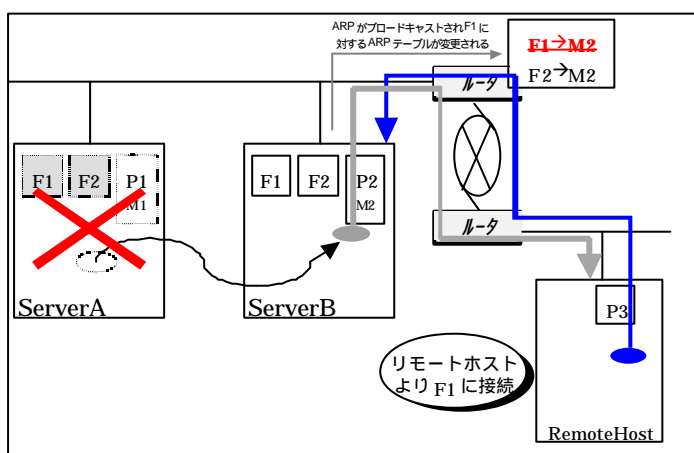 ARP がブロードキャストされF1 に
対する ARP テーブルが変更される
F1→M2
F2→M2
ルータ
F1
F2
P1
M1
F1
F2
P2
M2
ルータ
ServerA
ServerB
P3
リモートホスト
より F1 に接続
RemoteHost